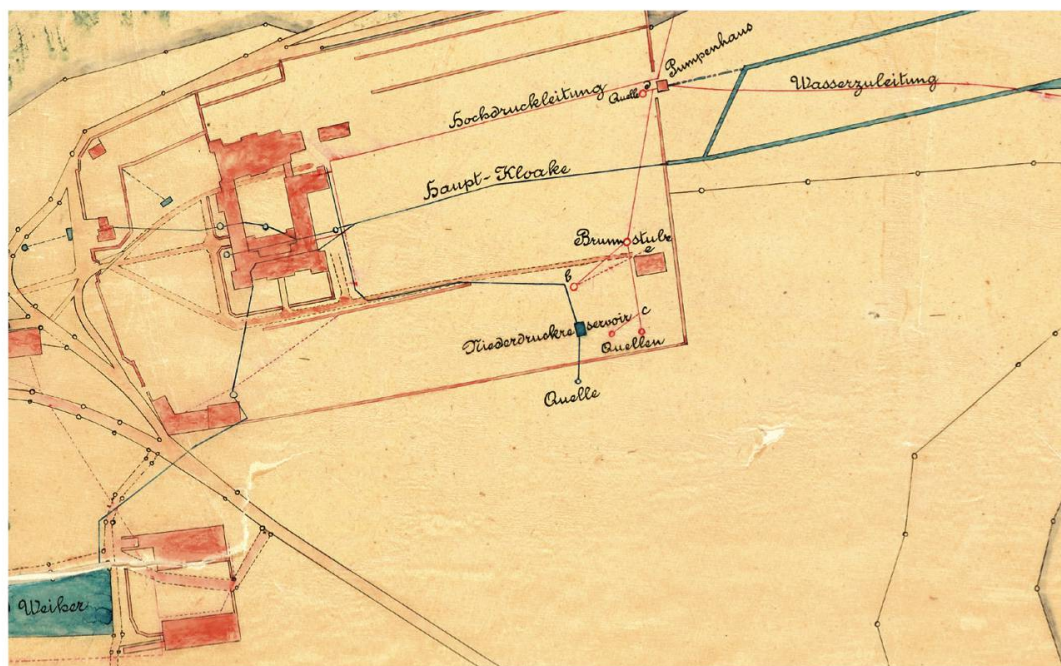 Pumpenhaus
Wasserzuleitung
Hochdruckleitung
Quelle d
Haupt-Kloake
Brunnstube
e
b
Niederdruckreservoir
c
Quellen
Quelle
Weiher